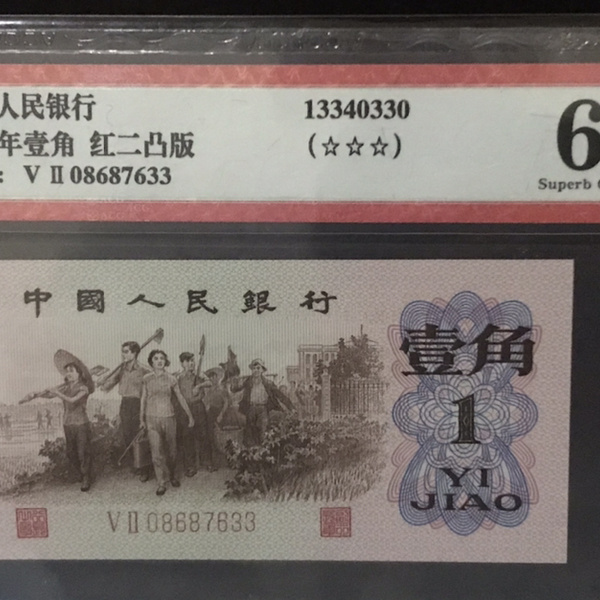 人民银行 13340330
年壹角 红二凸版 (☆☆☆)
: V II 08687633
6
Superb
中國人民銀行
壹角
1
YI
JIAO
V II 08687633